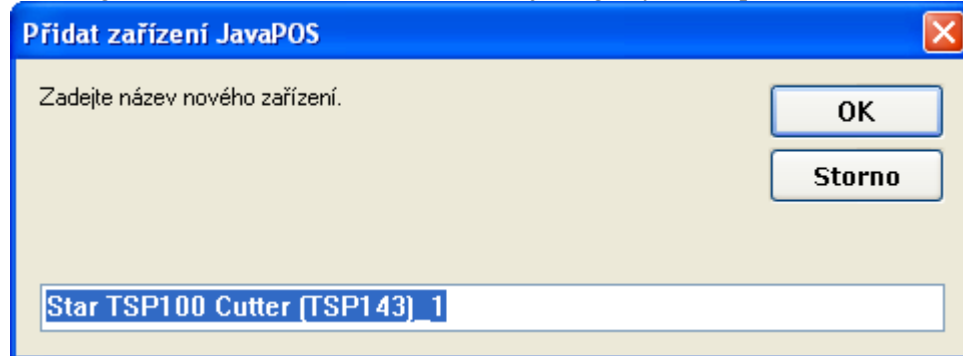 Přidat zařízení JavaPOS
Zadejte název nového zařízení.
OK
Storno
Star TSP100 Cutter (TSP143)_1